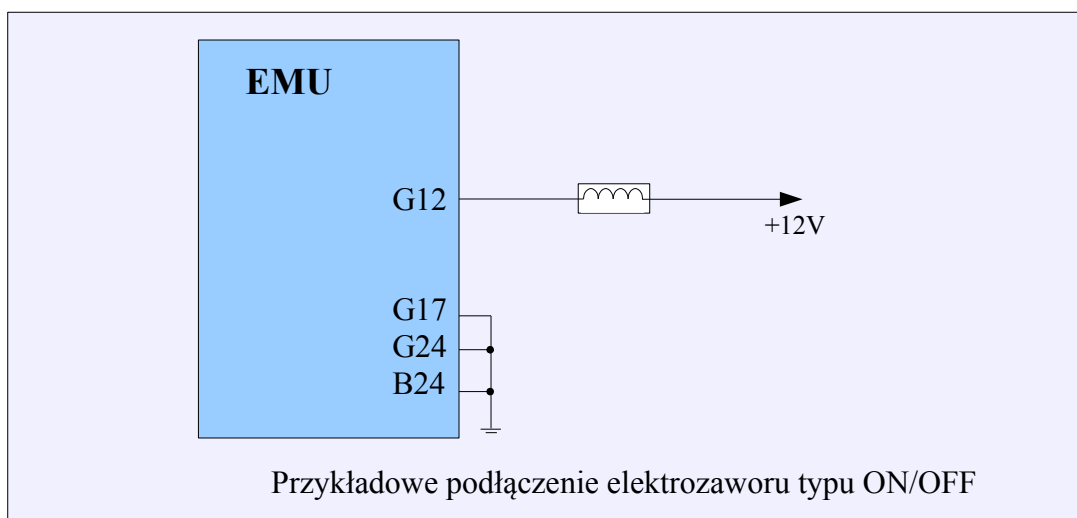 EMU
G12
+12V
G17
G24
B24
Przykładowe podłączenie elektrozaworu typu ON/OFF